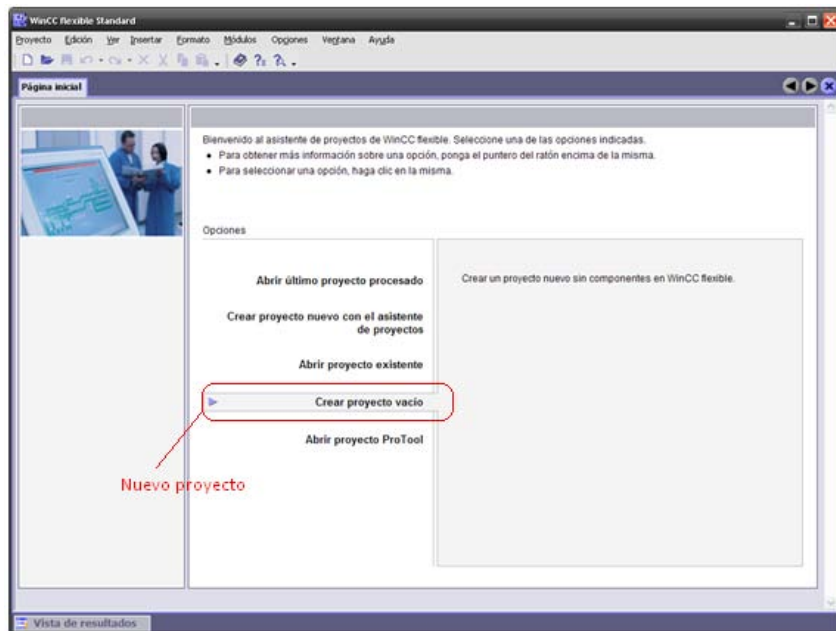 WinCC flexible Standard
Proyecto Edición Ver Insertar Formato Módulos Opciones Ventana Ayuda
Página inicial
Bienvenido al asistente de proyectos de WinCC flexible. Seleccione una de las opciones indicadas.
• Para obtener más información sobre una opción, ponga el puntero del ratón encima de la misma.
• Para seleccionar una opción, haga clic en la misma.
Opciones
Abrir último proyecto procesado
Crear un proyecto nuevo sin componentes en WinCC flexible.
Crear proyecto nuevo con el asistente
de proyectos
Abrir proyecto existente
Crear proyecto vacío
Abrir proyecto ProTool
Nuevo proyecto
Vista de resultados